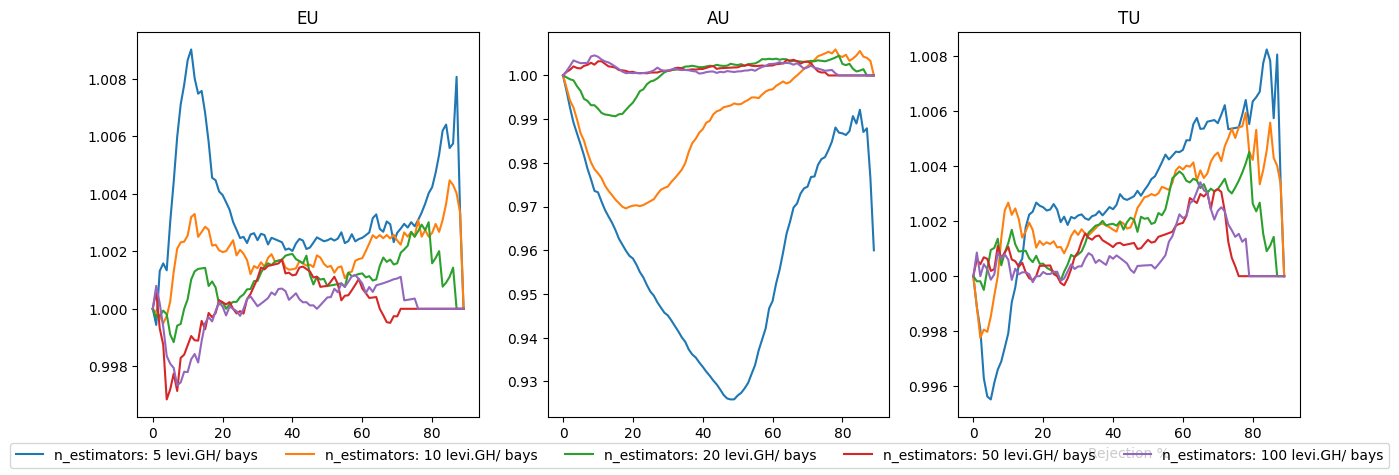 EU AU TU
1.008 1.00 1.008
1.006 0.99 1.006
1.004 0.98 1.004
1.002 0.97 1.002
1.000 0.96 1.000
0.998 0.95 0.998
0.94 0.996
0.93
0 20 40 60 80 0 20 40 60 80 0 20 40 60 80
Rejection %
n_estimators: 5 levi.GH/ bays n_estimators: 10 levi.GH/ bays n_estimators: 20 levi.GH/ bays n_estimators: 50 levi.GH/ bays n_estimators: 100 levi.GH/ bays